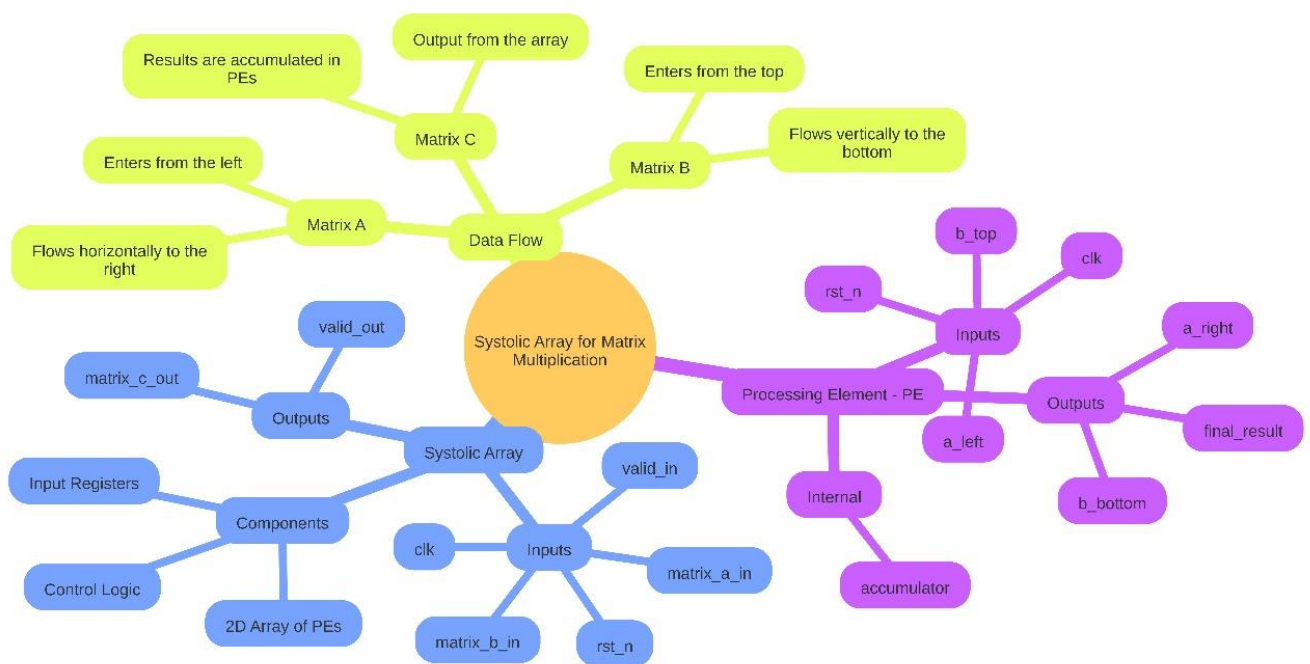 Output from the array
Results are accumulated in
PEs
Enters from the top
Matrix C
Flows vertically to the
bottom
Matrix B
Enters from the left
Matrix A
Flows horizontally to the
right
Data Flow
Systolic Array for Matrix
Multiplication
b_top
clk
rst_n
Inputs
a_right
Processing Element - PE
Outputs
a_left
final_result
b_bottom
Internal
accumulator
valid_out
matrix_c_out
Outputs
Systolic Array
valid_in
Input Registers
Components
clk
Inputs
matrix_a_in
Control Logic
2D Array of PEs
matrix_b_in
rst_n